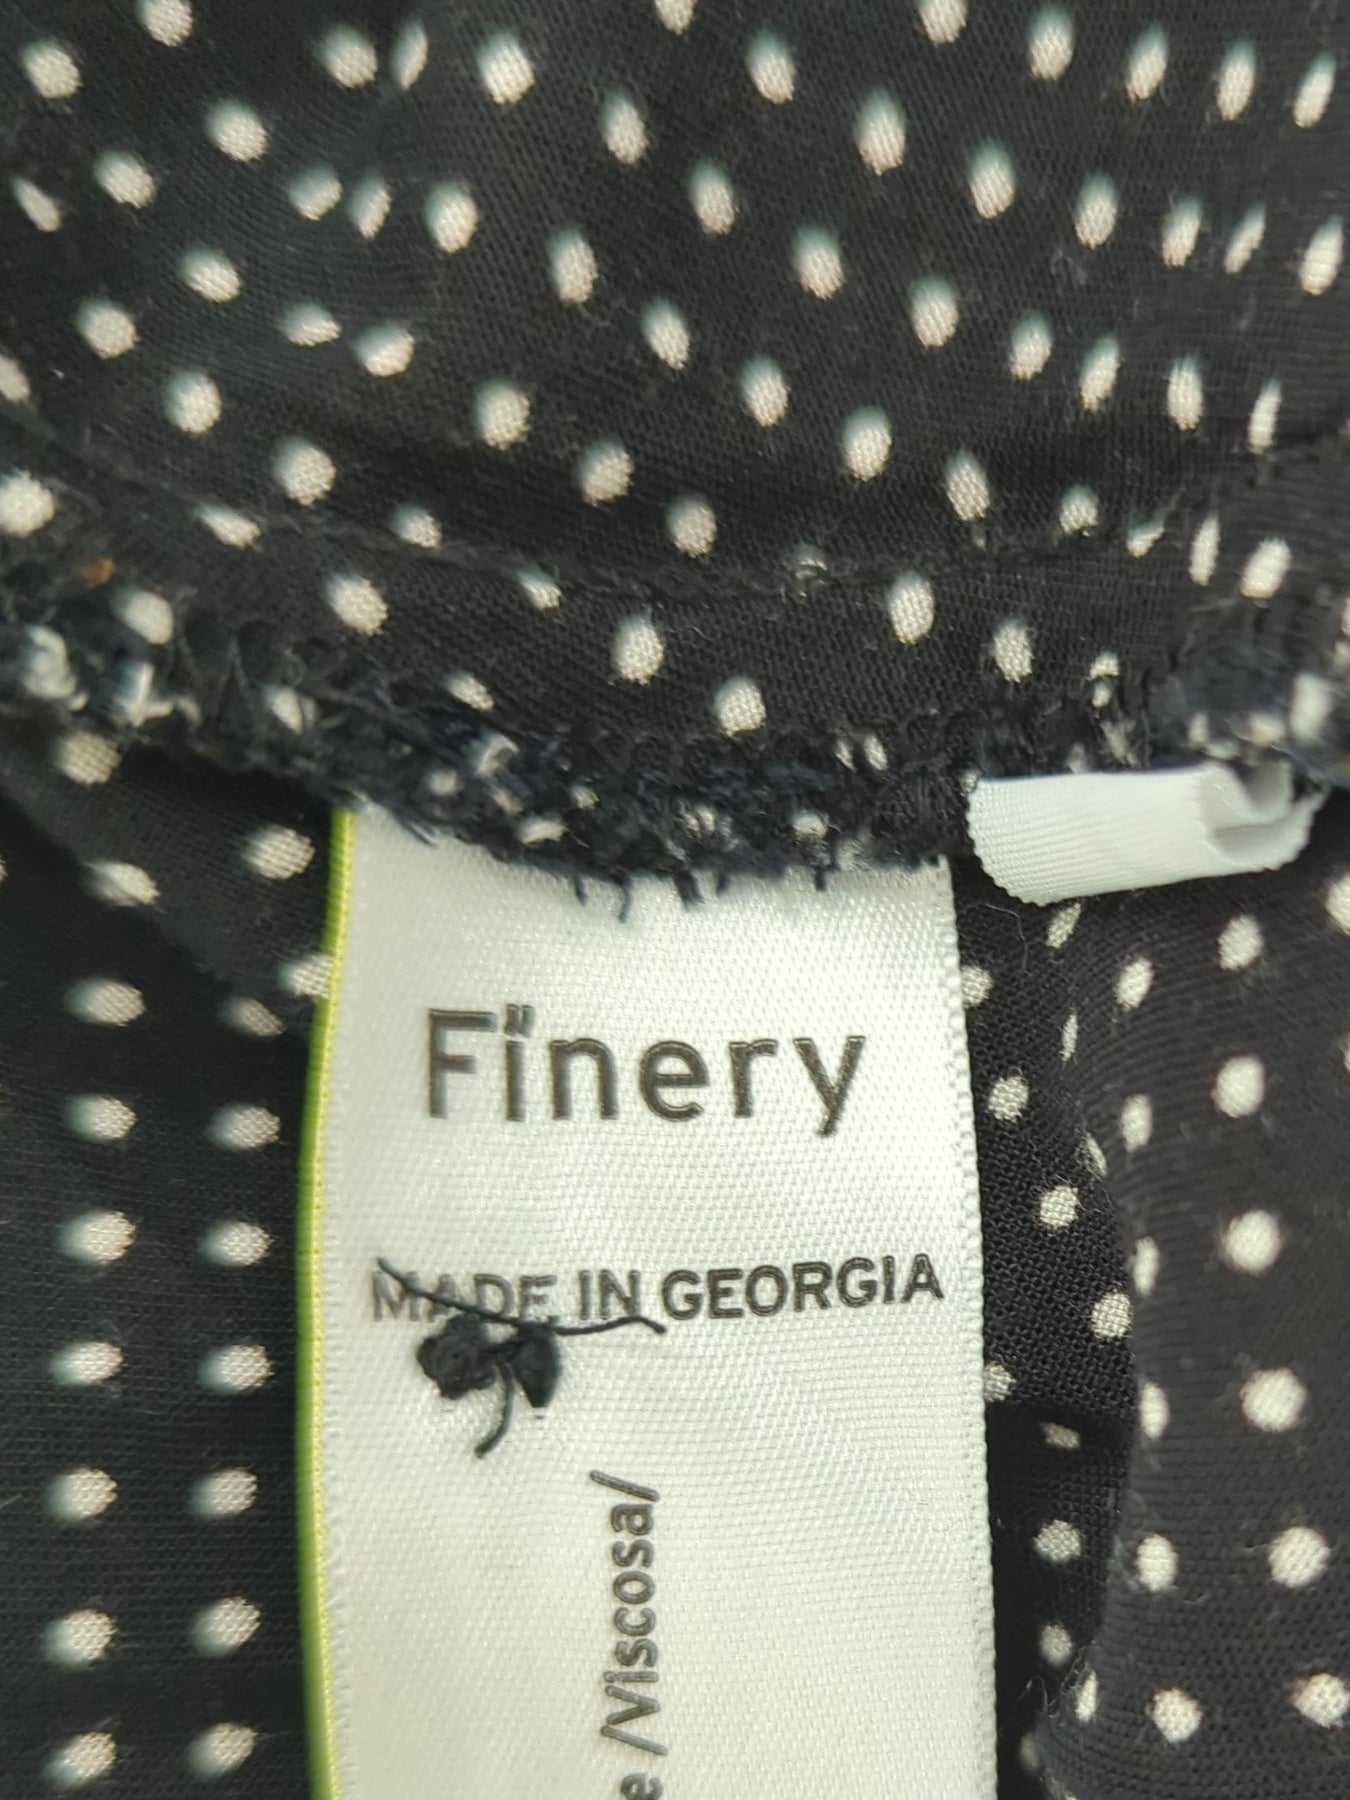 Fïnery
MADE IN GEORGIA
/Viscosa/